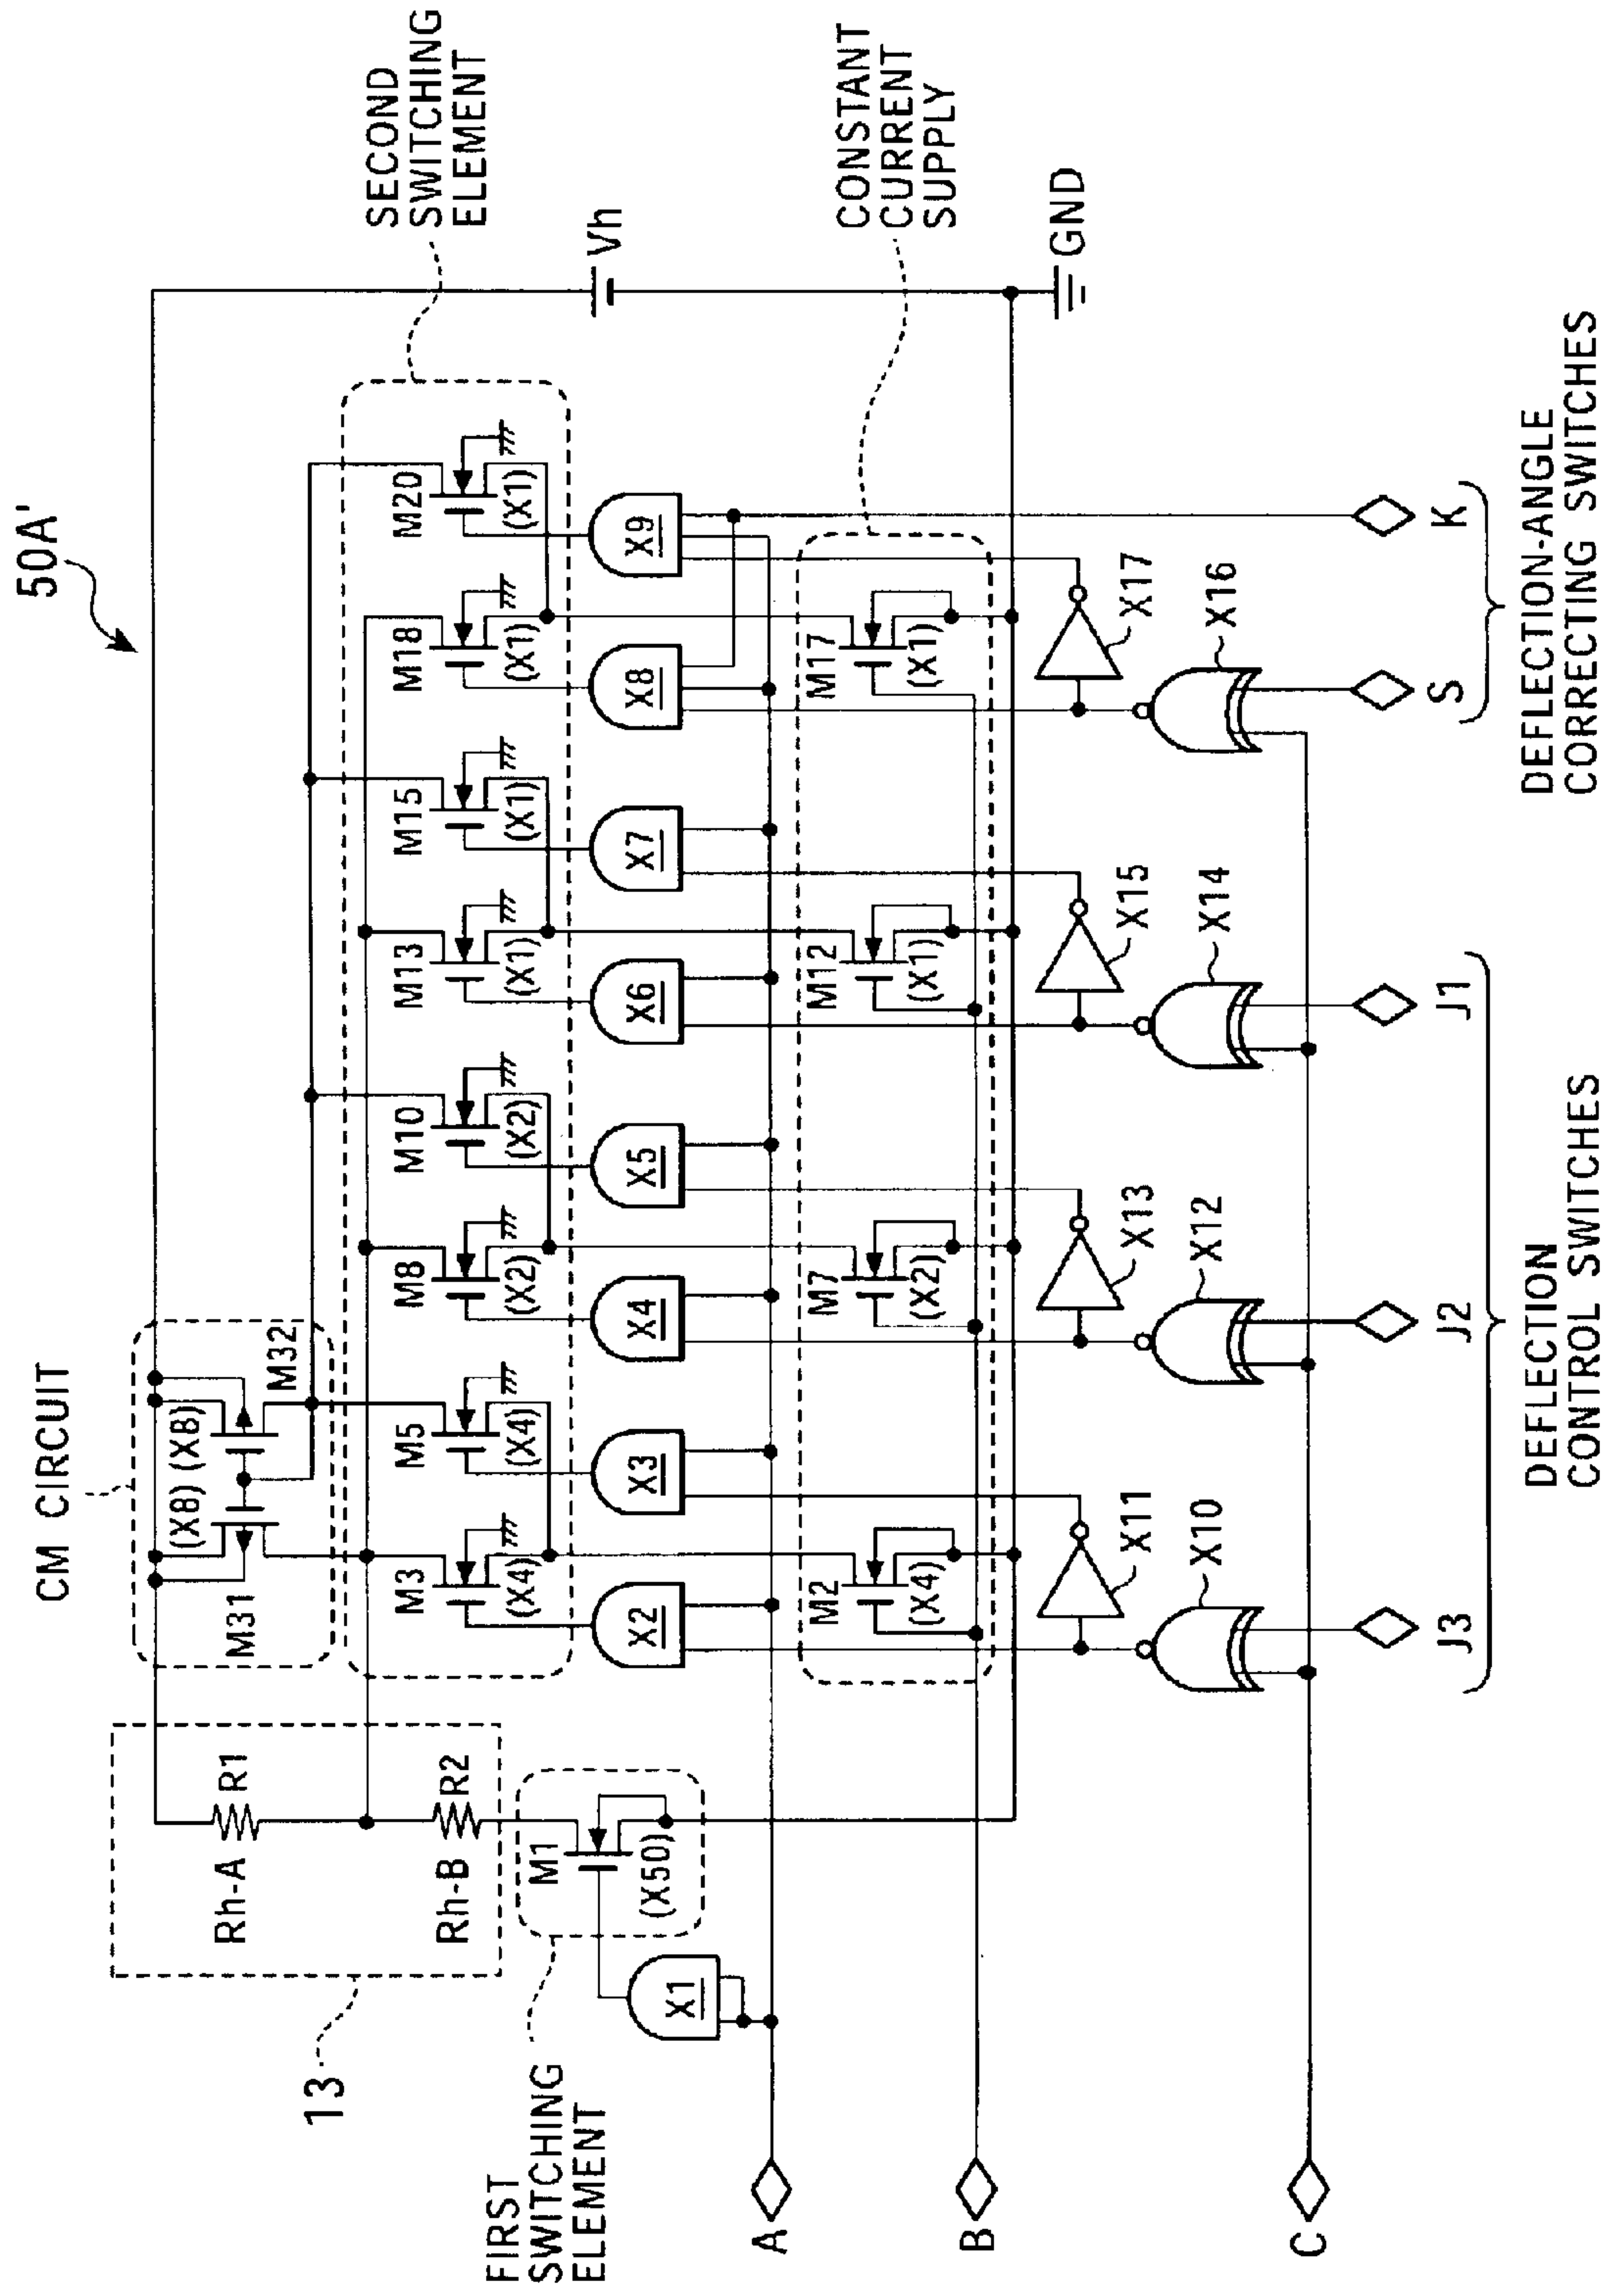 50A'
CM CIRCUIT
SECOND
SWITCHING
ELEMENT
(X8) (X8)
M31
M32
13
Rh-A
R1
Rh-B
R2
Vh
M3
(X4)
M5
(X4)
M8
(X2)
M10
(X2)
M13
(X1)
M15
(X1)
M18
(X1)
M20
(X1)
M1
(X50)
FIRST
SWITCHING
ELEMENT
X1
X2
X3
X4
X5
X6
X7
X8
X9
CONSTANT
CURRENT
SUPPLY
A
M2
(X4)
M7
(X2)
M12
(X1)
M17
(X1)
B
GND
X11
X13
X15
X17
X10
X12
X14
X16
C
J3
J2
J1
S
K
DEFLECTION
CONTROL SWITCHES
DEFLECTION-ANGLE
CORRECTING SWITCHES